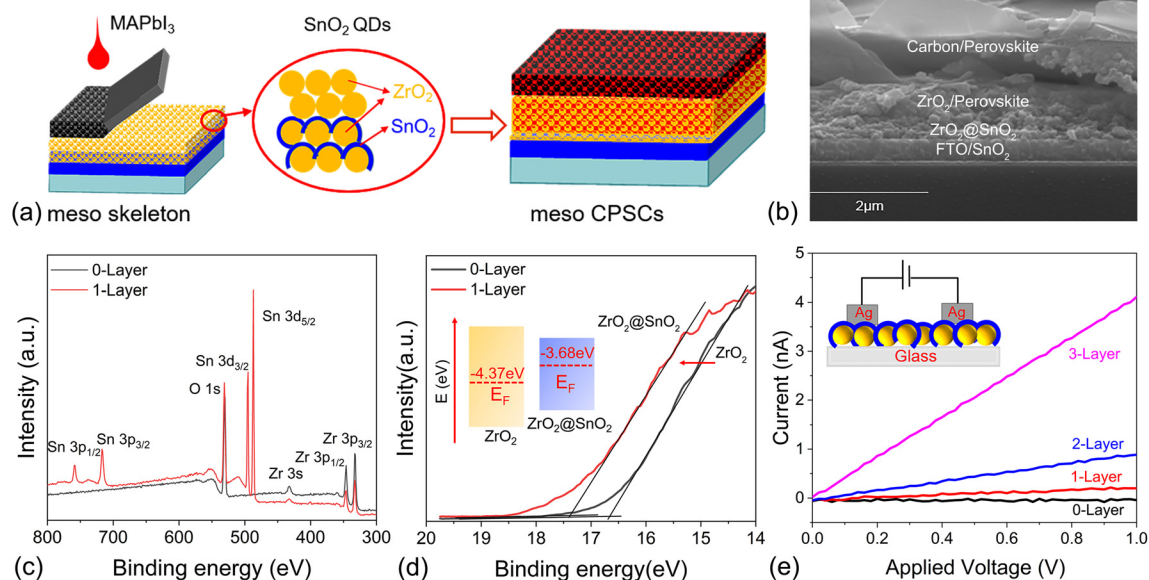 MAPbI₃
SnO₂ QDs
ZrO₂
SnO₂
(a) meso skeleton
meso CPSCs
Carbon/Perovskite
ZrO₂/Perovskite
ZrO₂@SnO₂
FTO/SnO₂
2μm
(b)
0-Layer
1-Layer
Sn 3d₅/₂
Sn 3d₃/₂
O 1s
Sn 3p₁/₂
Sn 3p₃/₂
Zr 3s
Zr 3p₁/₂
Zr 3p₃/₂
Intensity (a.u.)
800 700 600 500 400 300
(c) Binding energy (eV)
0-Layer
1-Layer
ZrO₂@SnO₂
ZrO₂
E (eV)
-4.37eV
E_F
ZrO₂
-3.68eV
E_F
ZrO₂@SnO₂
Intensity(a.u.)
20 19 18 17 16 15 14
(d) Binding energy(eV)
5
4
3
2
1
0
Current (nA)
Ag
Ag
Glass
3-Layer
2-Layer
1-Layer
0-Layer
0.0 0.2 0.4 0.6 0.8 1.0
(e) Applied Voltage (V)